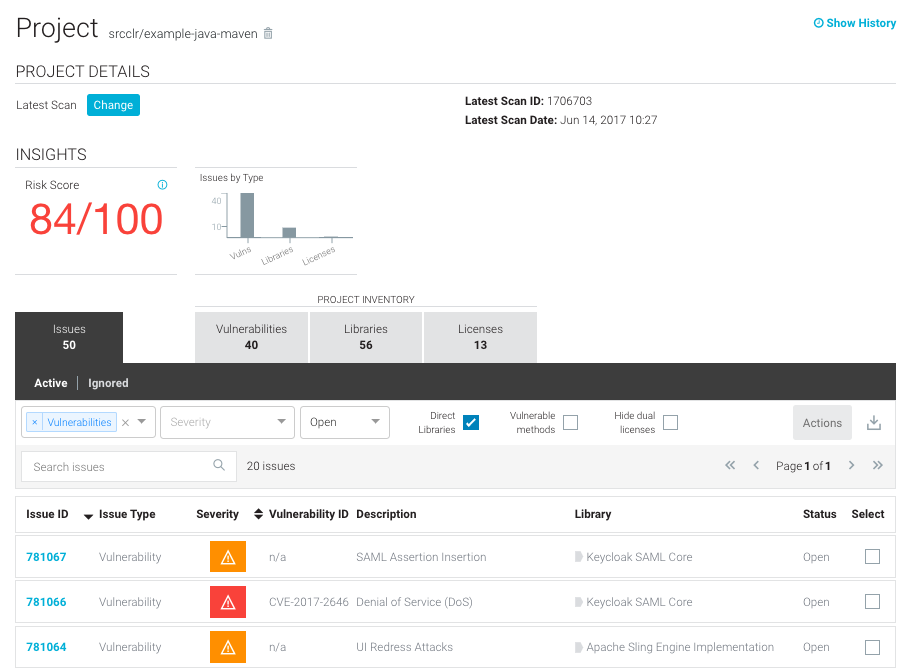 Project srcclr/example-java-maven
Show History
PROJECT DETAILS
Latest Scan Change
Latest Scan ID: 1706703
Latest Scan Date: Jun 14, 2017 10:27
INSIGHTS
Risk Score
84/100
Issues by Type
40
10
Vulns
Libraries
Licenses
PROJECT INVENTORY
Issues
50
Vulnerabilities
40
Libraries
56
Licenses
13
Active Ignored
× Vulnerabilities ×
Severity
Open
Direct
Libraries
Vulnerable
methods
Hide dual
licenses
Actions
Search issues
20 issues
« ‹ Page 1 of 1 › »
Issue ID Issue Type Severity Vulnerability ID Description Library Status Select
781067 Vulnerability n/a SAML Assertion Insertion Keycloak SAML Core Open
781066 Vulnerability CVE-2017-2646 Denial of Service (DoS) Keycloak SAML Core Open
781064 Vulnerability n/a UI Redress Attacks Apache Sling Engine Implementation Open